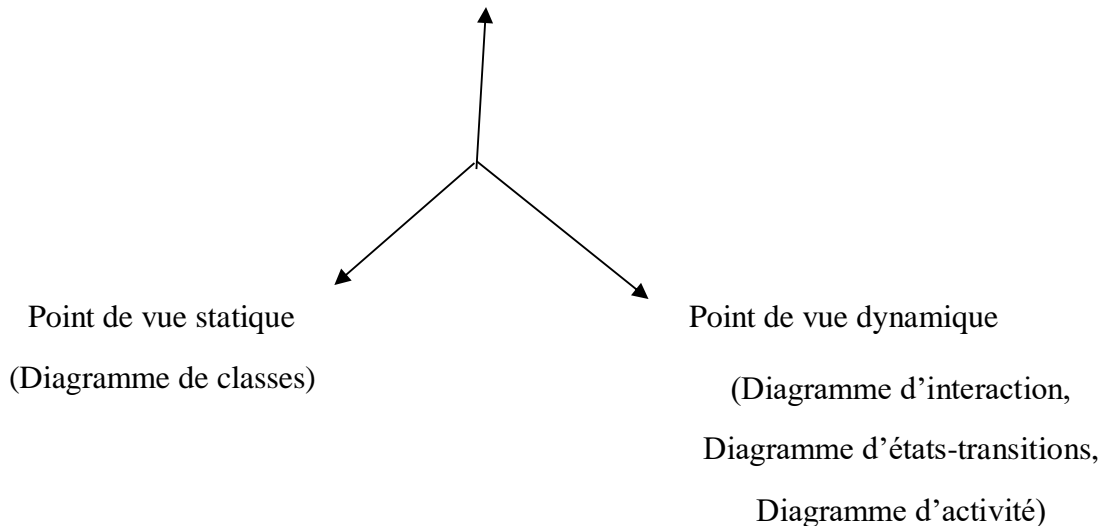 Point de vue statique
(Diagramme de classes)
Point de vue dynamique
(Diagramme d’interaction,
Diagramme d’états-transitions,
Diagramme d’activité)